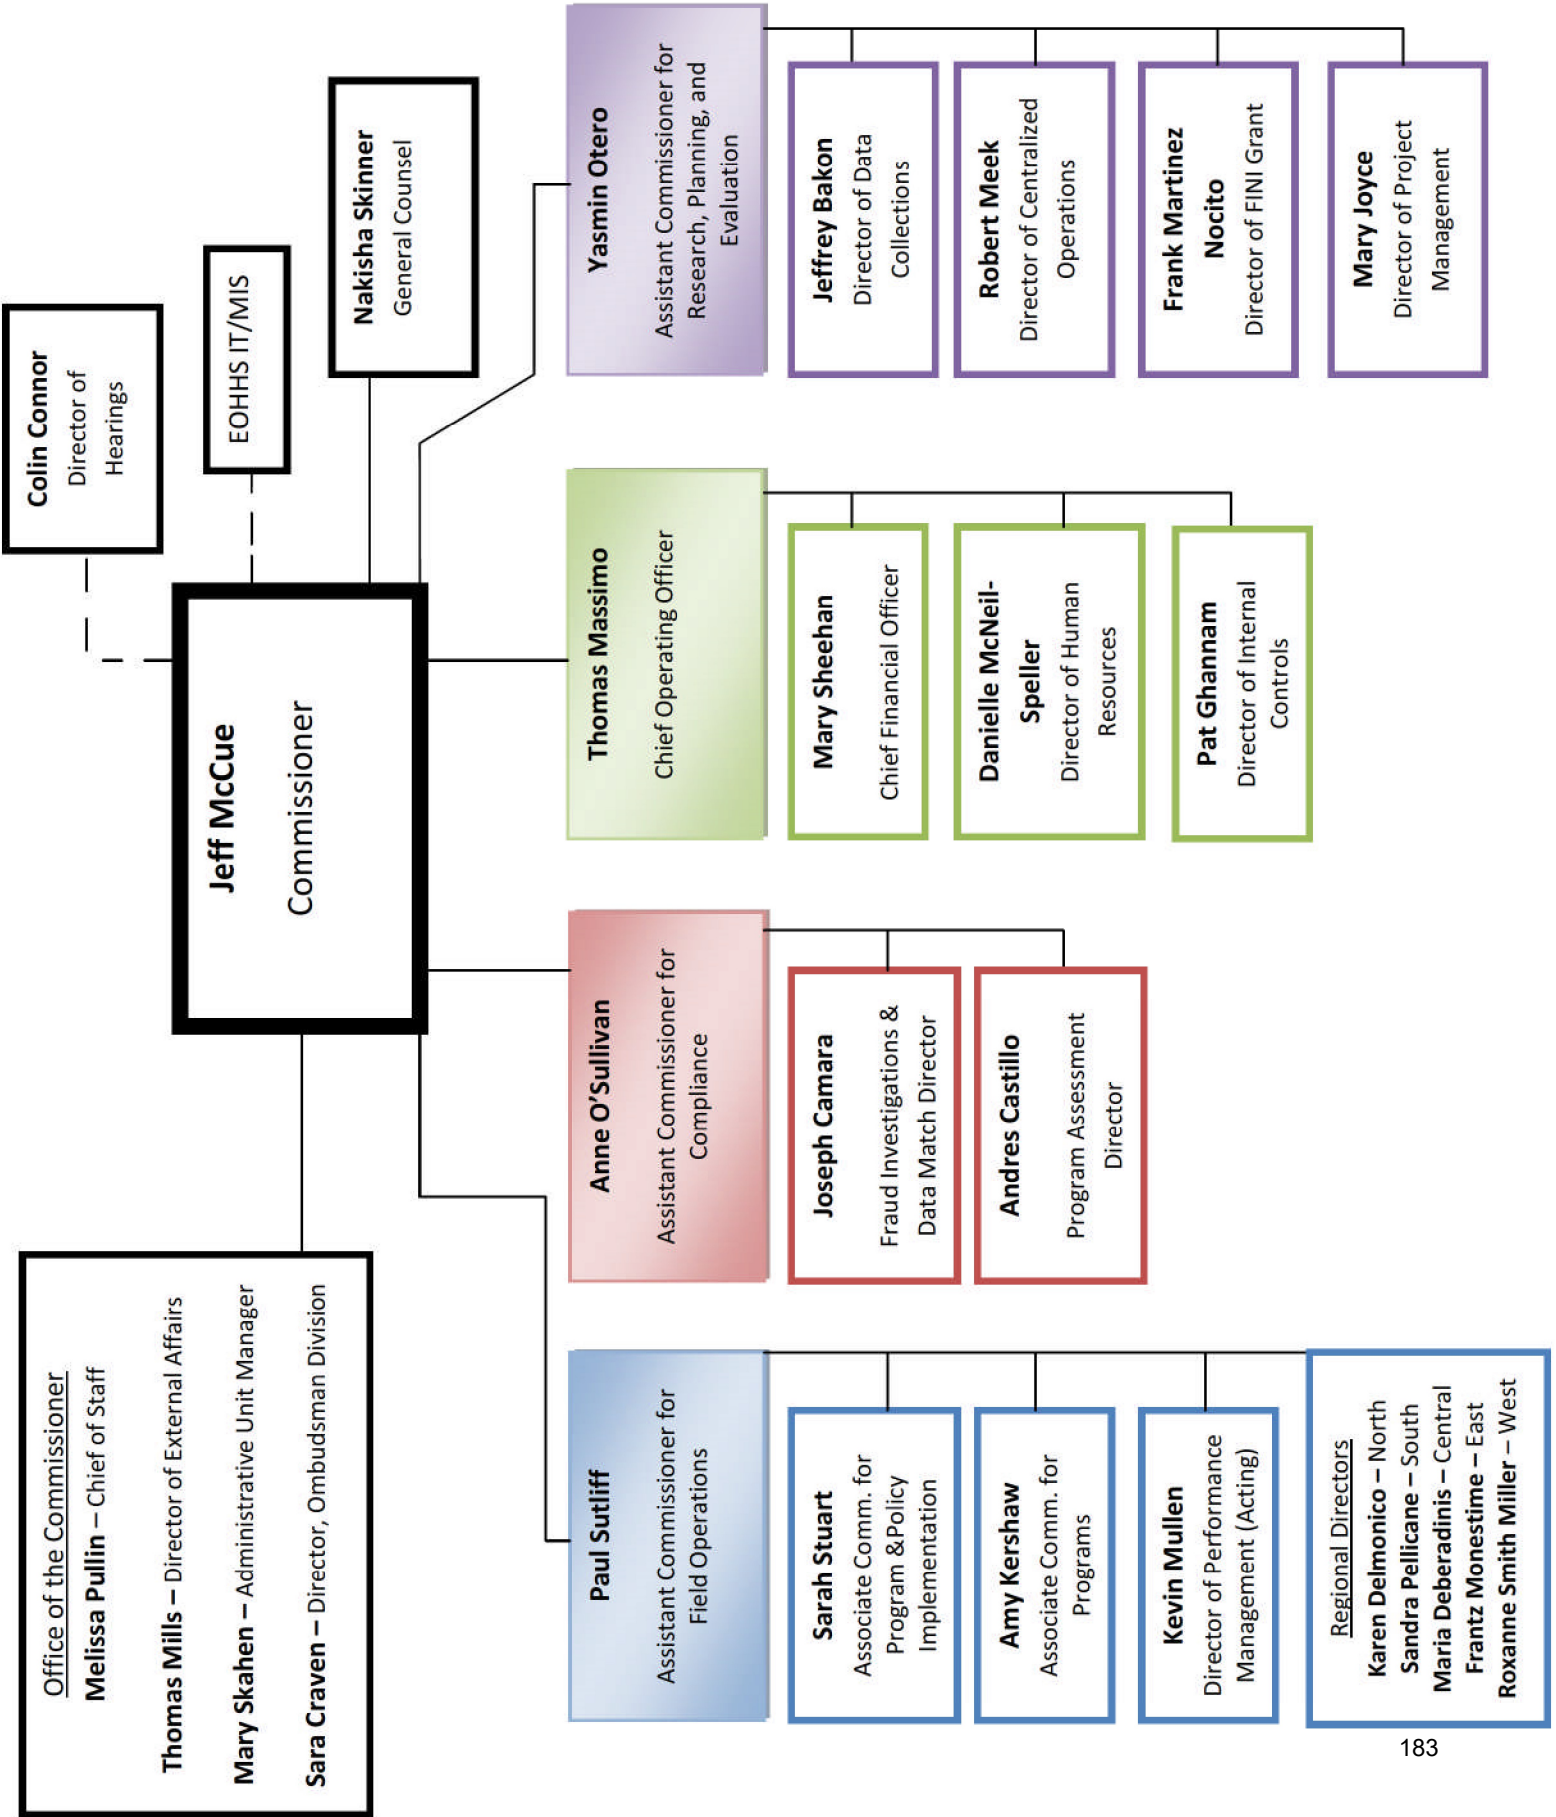 Office of the Commissioner
Melissa Pullin – Chief of Staff
Thomas Mills – Director of External Affairs
Mary Skahen – Administrative Unit Manager
Sara Craven – Director, Ombudsman Division
Jeff McCue
Commissioner
Colin Connor
Director of
Hearings
EOHHS IT/MIS
Nakisha Skinner
General Counsel
Paul Sutliff
Assistant Commissioner for
Field Operations
Sarah Stuart
Associate Comm. for
Program &Policy
Implementation
Amy Kershaw
Associate Comm. for
Programs
Kevin Mullen
Director of Performance
Management (Acting)
Regional Directors
Karen Delmonico – North
Sandra Pellicane – South
Maria Deberadinis – Central
Frantz Monestime – East
Roxanne Smith Miller – West
Anne O’Sullivan
Assistant Commissioner for
Compliance
Joseph Camara
Fraud Investigations &
Data Match Director
Andres Castillo
Program Assessment
Director
Thomas Massimo
Chief Operating Officer
Mary Sheehan
Chief Financial Officer
Danielle McNeil-
Speller
Director of Human
Resources
Pat Ghannam
Director of Internal
Controls
Yasmin Otero
Assistant Commissioner for
Research, Planning, and
Evaluation
Jeffrey Bakon
Director of Data
Collections
Robert Meek
Director of Centralized
Operations
Frank Martinez
Nocito
Director of FINI Grant
Mary Joyce
Director of Project
Management
183